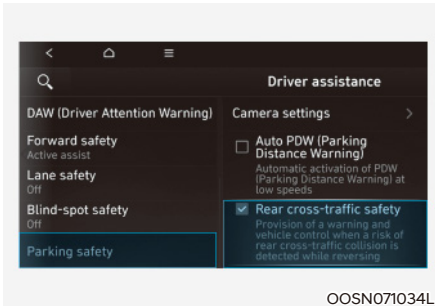 Driver assistance
DAW (Driver Attention Warning)
Forward safety
Active assist
Lane safety
Off
Blind-spot safety
Off
Parking safety
Camera settings
Auto PDW (Parking
Distance Warning)
Automatic activation of PDW
(Parking Distance Warning) at
low speeds
Rear cross-traffic safety
Provision of a warning and
vehicle control when a risk of
rear cross-traffic collision is
detected while reversing
OOSN071034L